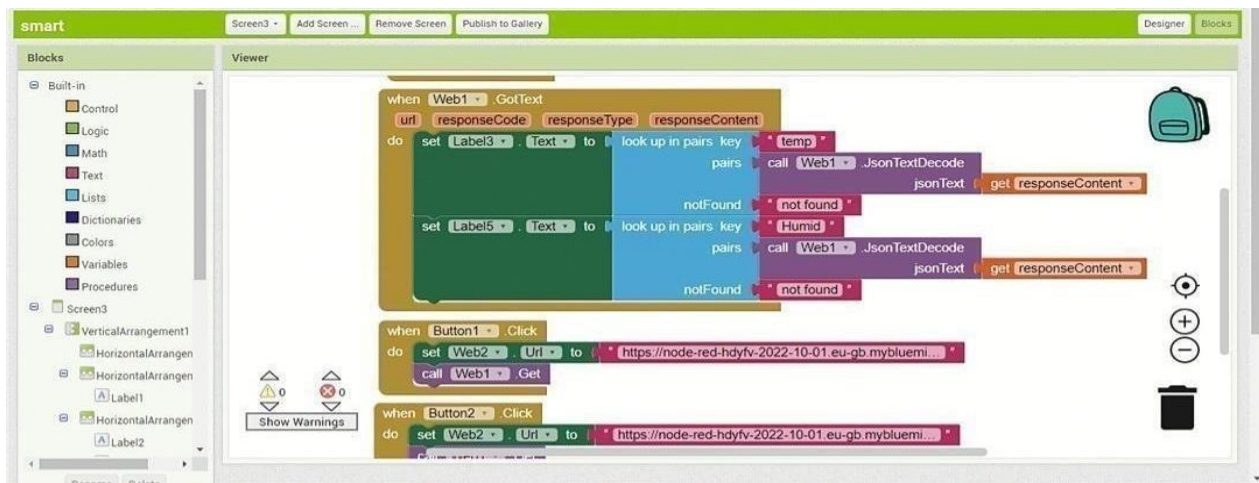 smart
Screen3
Add Screen ...
Remove Screen
Publish to Gallery
Designer
Blocks
Blocks
Viewer
Built-in
Control
Logic
Math
Text
Lists
Dictionaries
Colors
Variables
Procedures
Screen3
VerticalArrangement1
HorizontalArrangen
HorizontalArrangen
Label1
HorizontalArrangen
Label2
when Web1 .GotText
url responseCode responseType responseContent
do set Label3 . Text to look up in pairs key " temp "
pairs call Web1 .JsonTextDecode
jsonText get responseContent
notFound " not found "
set Label5 . Text to look up in pairs key " Humid "
pairs call Web1 .JsonTextDecode
jsonText get responseContent
notFound " not found "
when Button1 .Click
do set Web2 . Url to " https://node-red-hdyfv-2022-10-01.eu-gb.mybluemi... "
call Web1 .Get
when Button2 .Click
do set Web2 . Url to " https://node-red-hdyfv-2022-10-01.eu-gb.mybluemi... "
0 0
Show Warnings